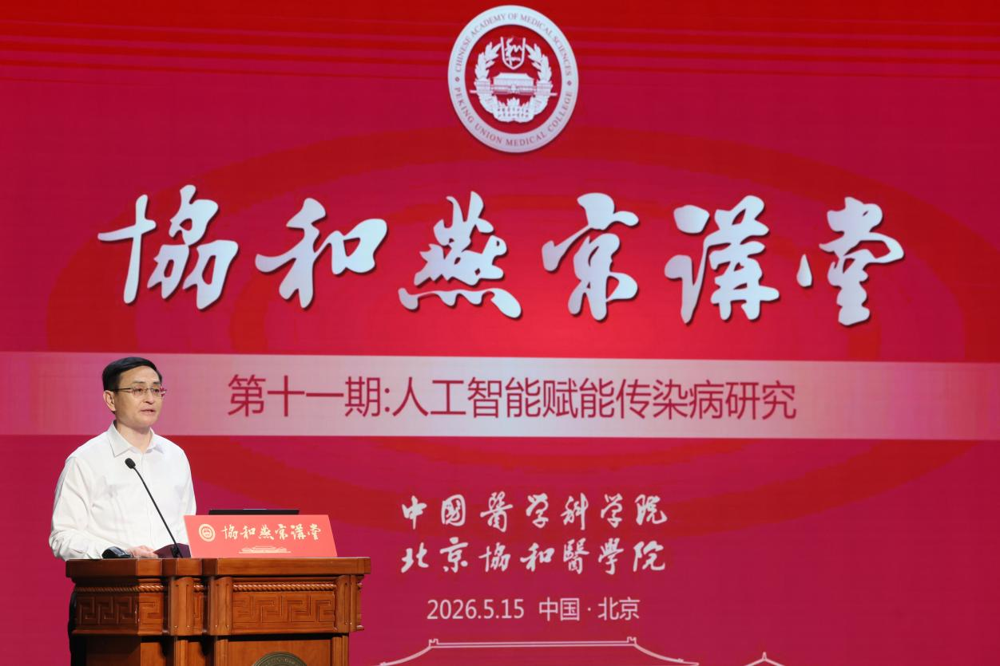 CHINESE ACADEMY OF MEDICAL SCIENCES
PEKING UNION MEDICAL COLLEGE
協和燕京講堂
第十一期:人工智能赋能传染病研究
中国醫学科学院
北京協和醫學院
2026.5.15 中国·北京
協和燕京講堂